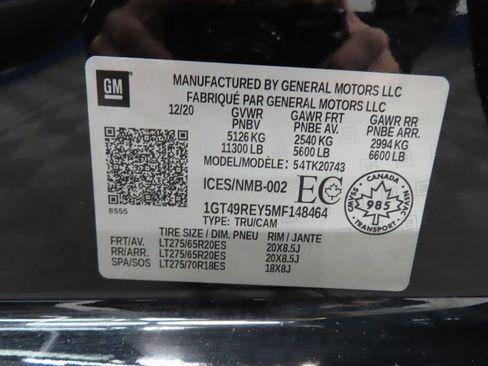 GM
MANUFACTURED BY GENERAL MOTORS LLC
FABRIQUÉ PAR GENERAL MOTORS LLC
12/20 GVWR GAWR FRT GAWR RR
PNBV PNBE AV. PNBE ARR.
5126 KG 2540 KG 2994 KG
11300 LB 5600 LB 6600 LB
MODEL/MODÈLE: 54TK20743
ICES/NMB-002 EC CANADA 985
8555
1GT49REY5MF148464
TYPE: TRU/CAM
TIRE SIZE / DIM. PNEU RIM / JANTE
FRT/AV. LT275/65R20ES 20X8.5J
RR/ARR. LT275/65R20ES 20X8.5J
SPA/SOS LT275/70R18ES 18X8J